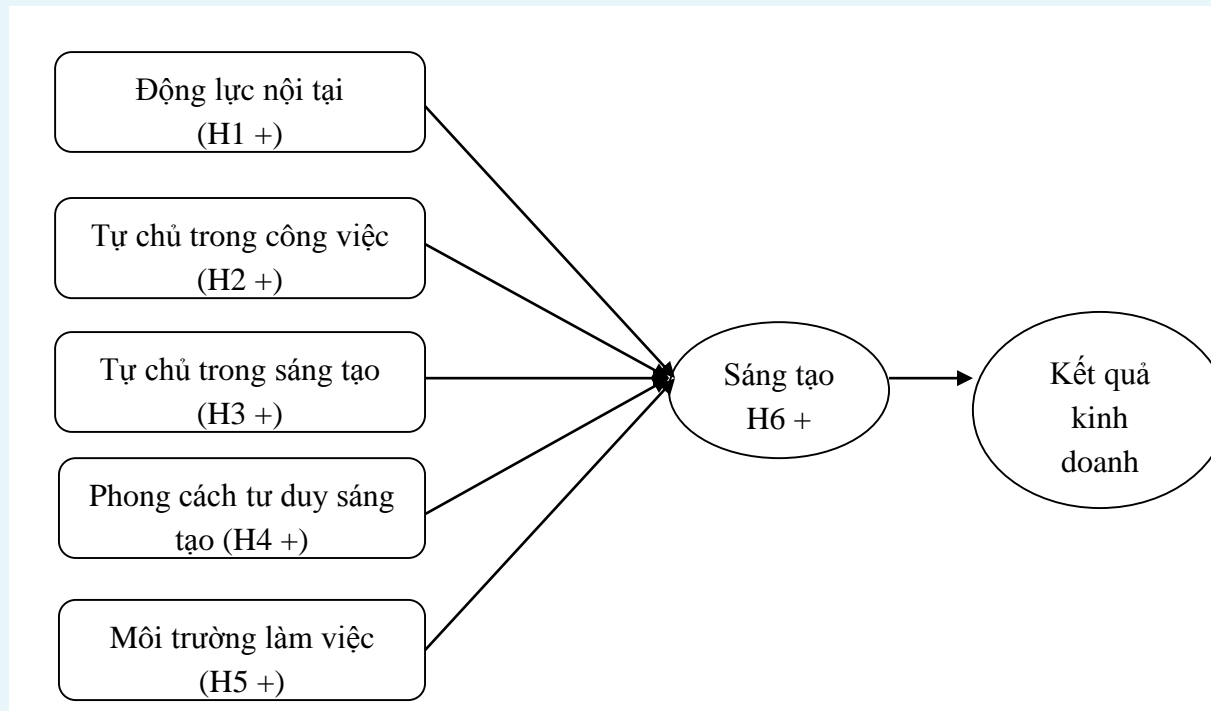 Động lực nội tại
(H1 +)
Tự chủ trong công việc
(H2 +)
Tự chủ trong sáng tạo
(H3 +)
Phong cách tư duy sáng
tạo (H4 +)
Môi trường làm việc
(H5 +)
Sáng tạo
H6 +
Kết quả
kinh
doanh